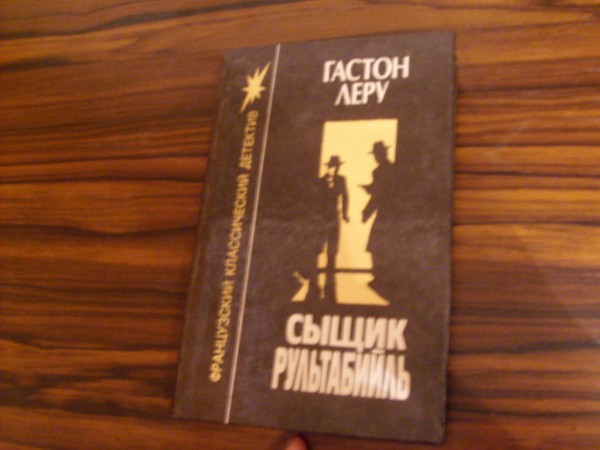 ГАСТОН
ЛЕРУ
ФРАНЦУЗСКИЙ КЛАССИЧЕСКИЙ ДЕТЕКТИВ
СЫЩИК
РУЛЬТАБИЙЛЬ